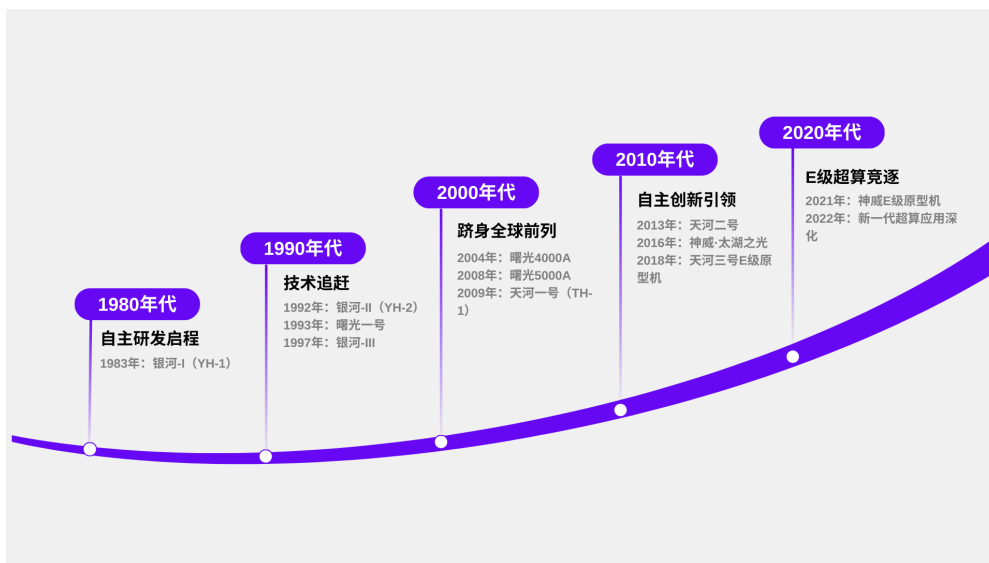 1980年代
自主研发启程
1983年：银河-I（YH-1）
1990年代
技术追赶
1992年：银河-II（YH-2）
1993年：曙光一号
1997年：银河-III
2000年代
跻身全球前列
2004年：曙光4000A
2008年：曙光5000A
2009年：天河一号（TH-
1）
2010年代
自主创新引领
2013年：天河二号
2016年：神威·太湖之光
2018年：天河三号E级原
型机
2020年代
E级超算竞逐
2021年：神威E级原型机
2022年：新一代超算应用深
化